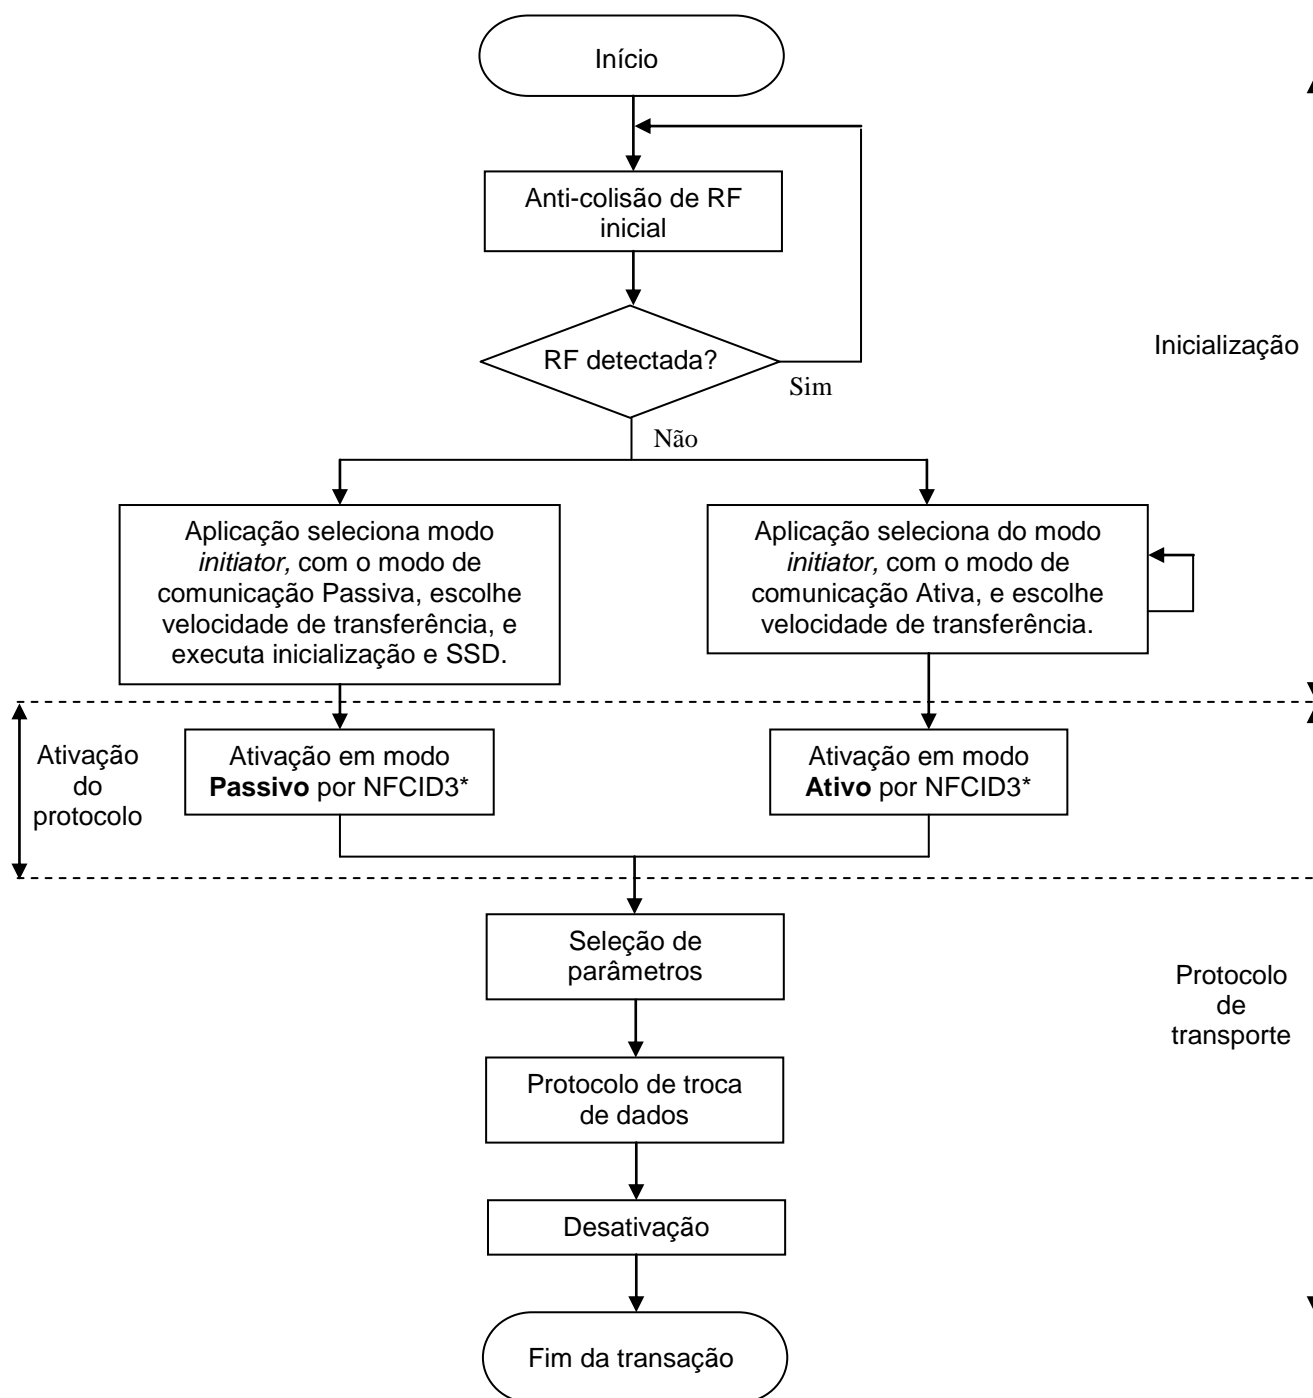 Início
Anti-colisão de RF
inicial
RF detectada?
Sim
Inicialização
Não
Aplicação seleciona modo
initiator, com o modo de
comunicação Passiva, escolhe
velocidade de transferência, e
executa inicialização e SSD.
Aplicação seleciona do modo
initiator, com o modo de
comunicação Ativa, e escolhe
velocidade de transferência.
Ativação
do
protocolo
Ativação em modo
Passivo por NFCID3*
Ativação em modo
Ativo por NFCID3*
Seleção de
parâmetros
Protocolo
de
transporte
Protocolo de troca
de dados
Desativação
Fim da transação